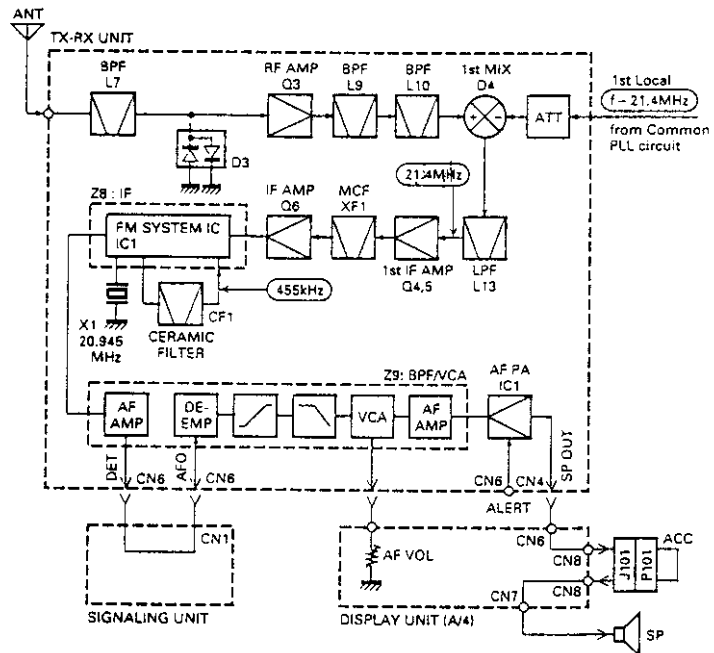 ANT
TX-RX UNIT
BPF
L7
RF AMP
Q3
BPF
L9
BPF
L10
1st MIX
D4
1st Local
f - 21.4MHz
from Common
PLL circuit
ATT
+
-
D3
21.4MHz
Z8 : IF
FM SYSTEM IC
IC1
IF AMP
Q6
MCF
XF1
1st IF AMP
Q4,5
LPF
L13
455kHz
X1
20.945
MHz
CF1
CERAMIC
FILTER
Z9: BPF/VCA
AF PA
IC1
AF
AMP
DE-
EMP
VCA
AF
AMP
DET
CN6
AFO
CN6
CN6
CN4
SP OUT
ALERT
CN1
SIGNALING UNIT
AF VOL
CN6
CN8
CN8
CN7
J101
P101
ACC
DISPLAY UNIT (A/4)
SP